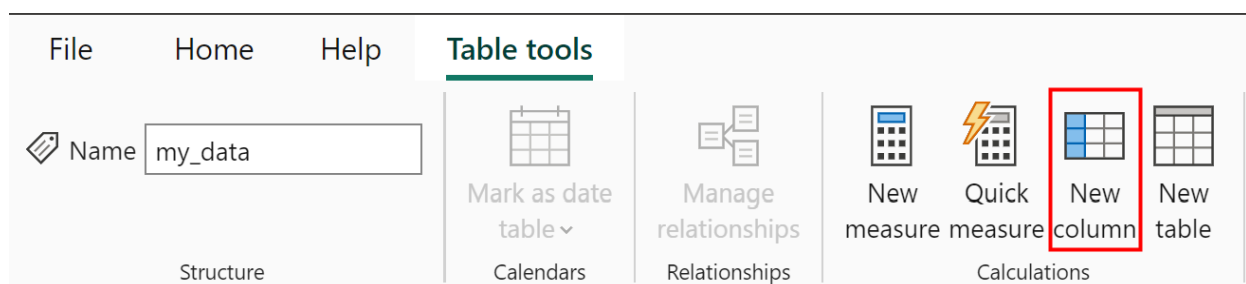 File Home Help Table tools
Name my_data
Mark as date
table
Manage
relationships
New
measure
Quick
measure
New
column
New
table
Structure Calendars Relationships Calculations